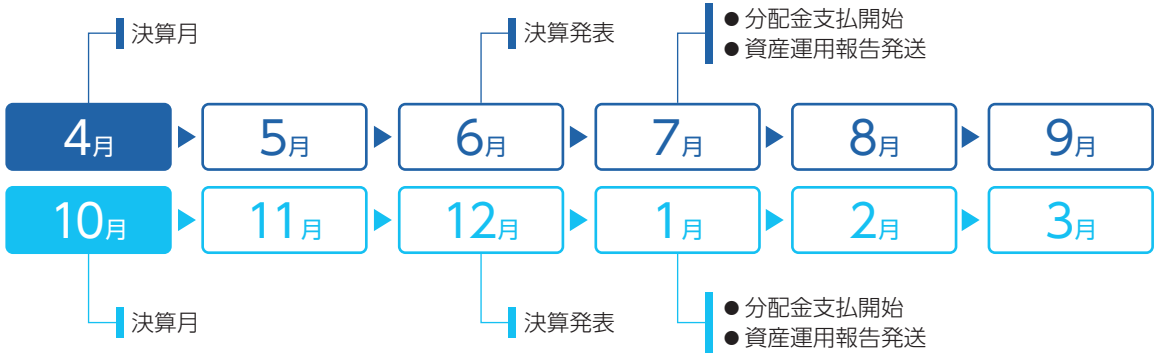 決算月
決算発表
● 分配金支払開始
● 資産運用報告発送
4月
5月
6月
7月
8月
9月
10月
11月
12月
1月
2月
3月
決算月
決算発表
● 分配金支払開始
● 資産運用報告発送